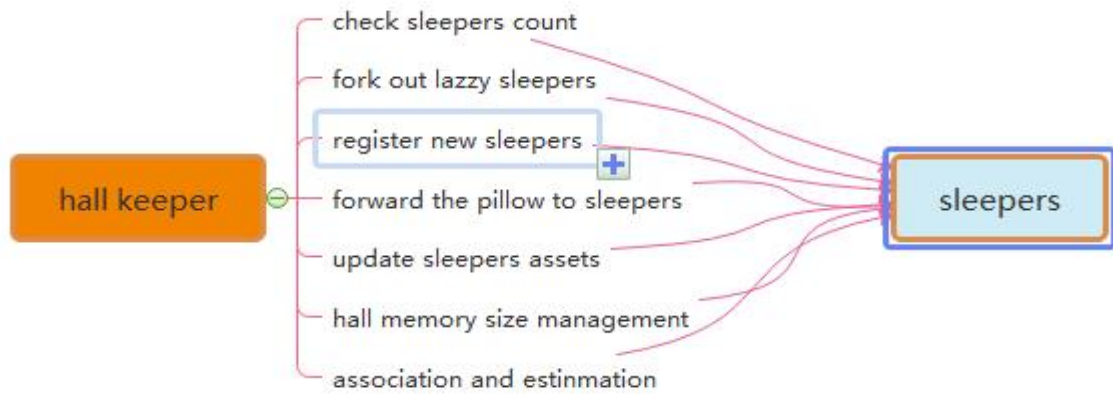 check sleepers count
fork out lazzy sleepers
register new sleepers
hall keeper
forward the pillow to sleepers
sleepers
update sleepers assets
hall memory size management
association and estinmation